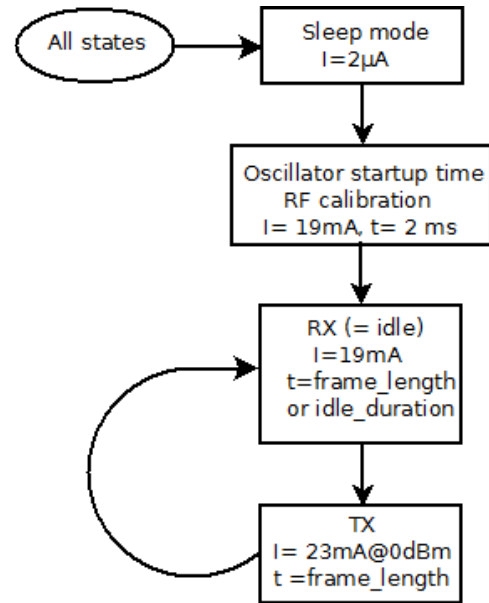 All states
Sleep mode
I=2µA
Oscillator startup time
RF calibration
I= 19mA, t= 2 ms
RX (= idle)
I=19mA
t=frame_length
or idle_duration
TX
I= 23mA@0dBm
t =frame_length